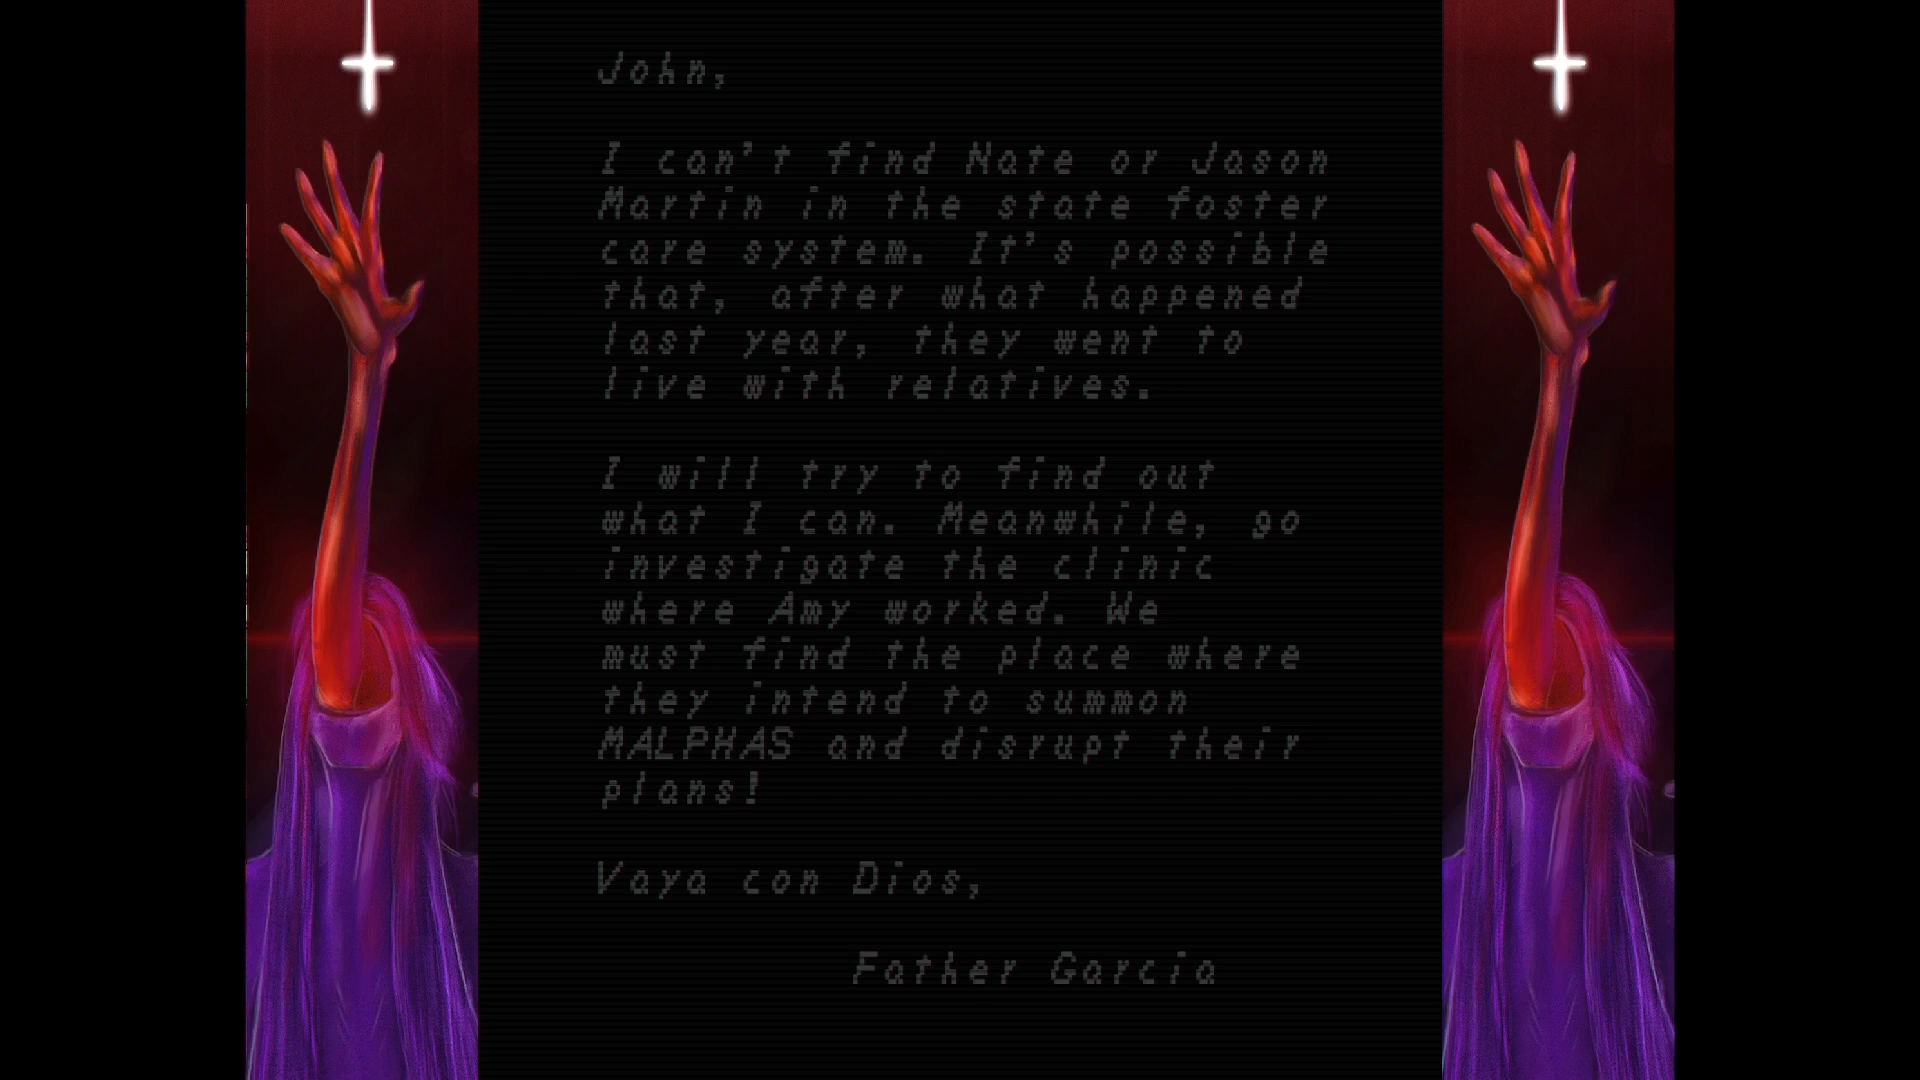 John,
I can't find Nate or Jason
Martin in the state foster
care system. It's possible
that, after what happened
last year, they went to
live with relatives.
I will try to find out
what I can. Meanwhile, go
investigate the clinic
where Amy worked. We
must find the place where
they intend to summon
MALPHAS and disrupt their
plans!
Vaya con Dios,
Father Garcia